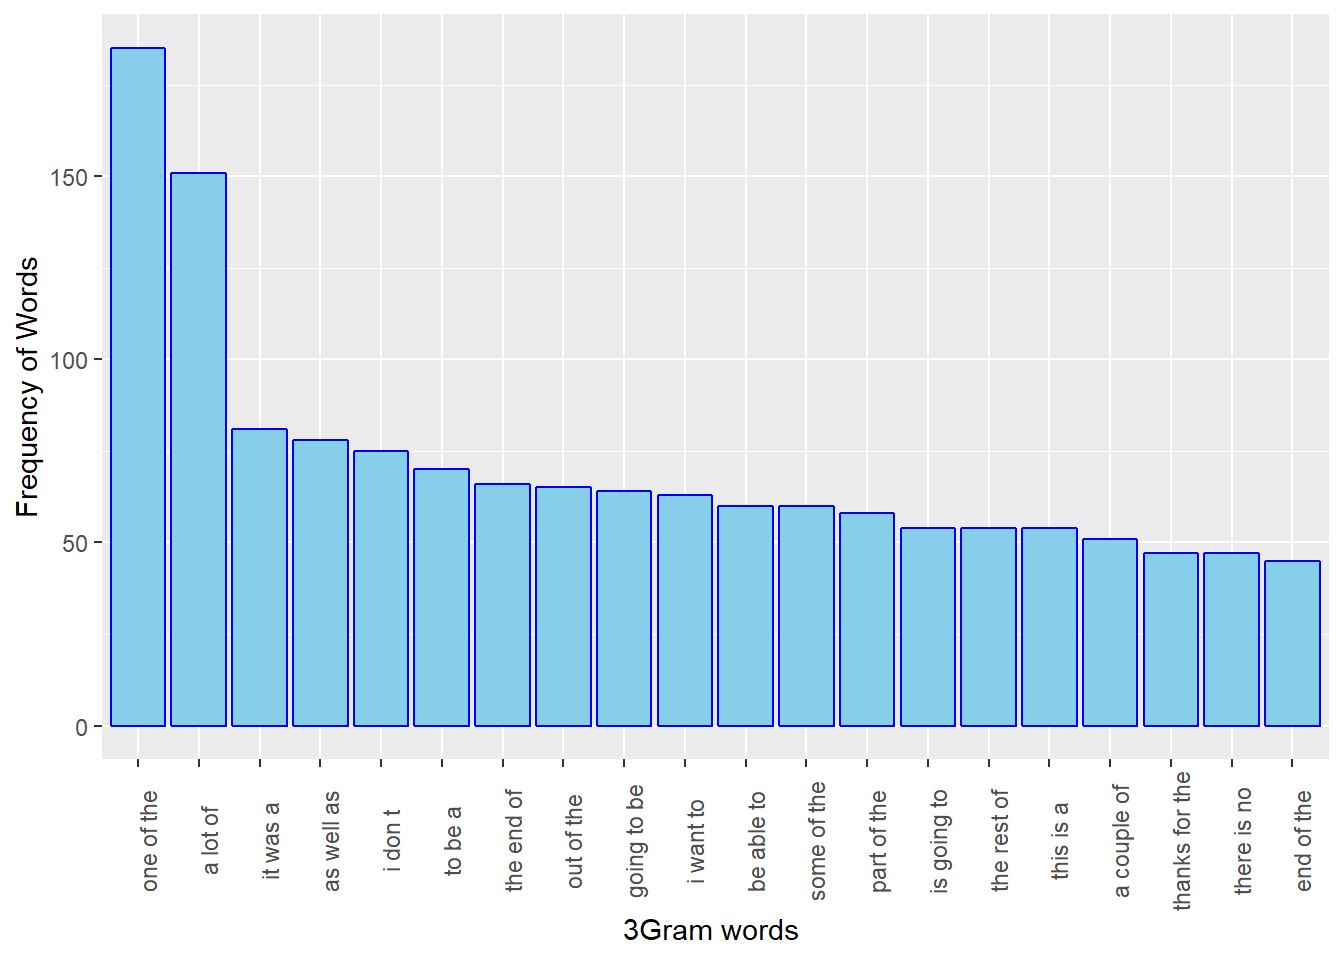 Frequency of Words
150
100
50
0
one of the
a lot of
it was a
as well as
i don t
to be a
the end of
out of the
going to be
i want to
be able to
some of the
part of the
is going to
the rest of
this is a
a couple of
thanks for the
there is no
end of the
3Gram words